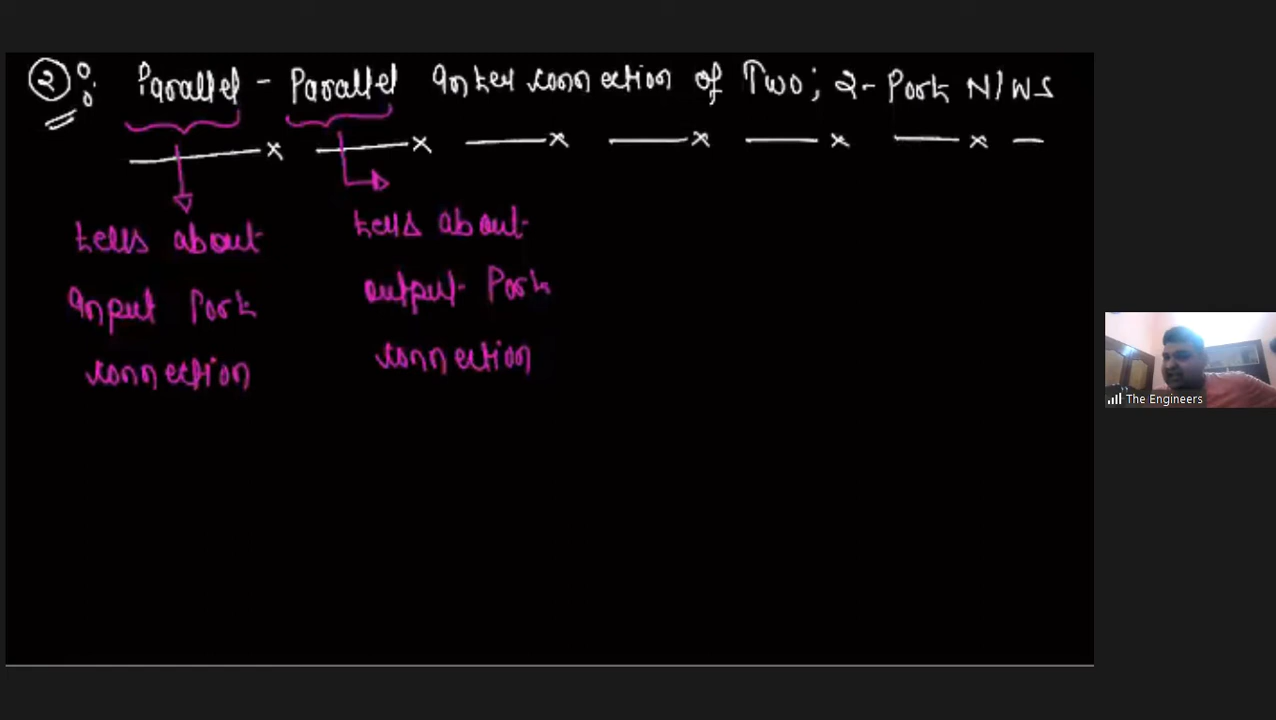 ②: Parallel - Parallel Interconnection of Two; 2-Port N/WS
tells about
Input Port
connection
tells about
output Port
connection
The Engineers